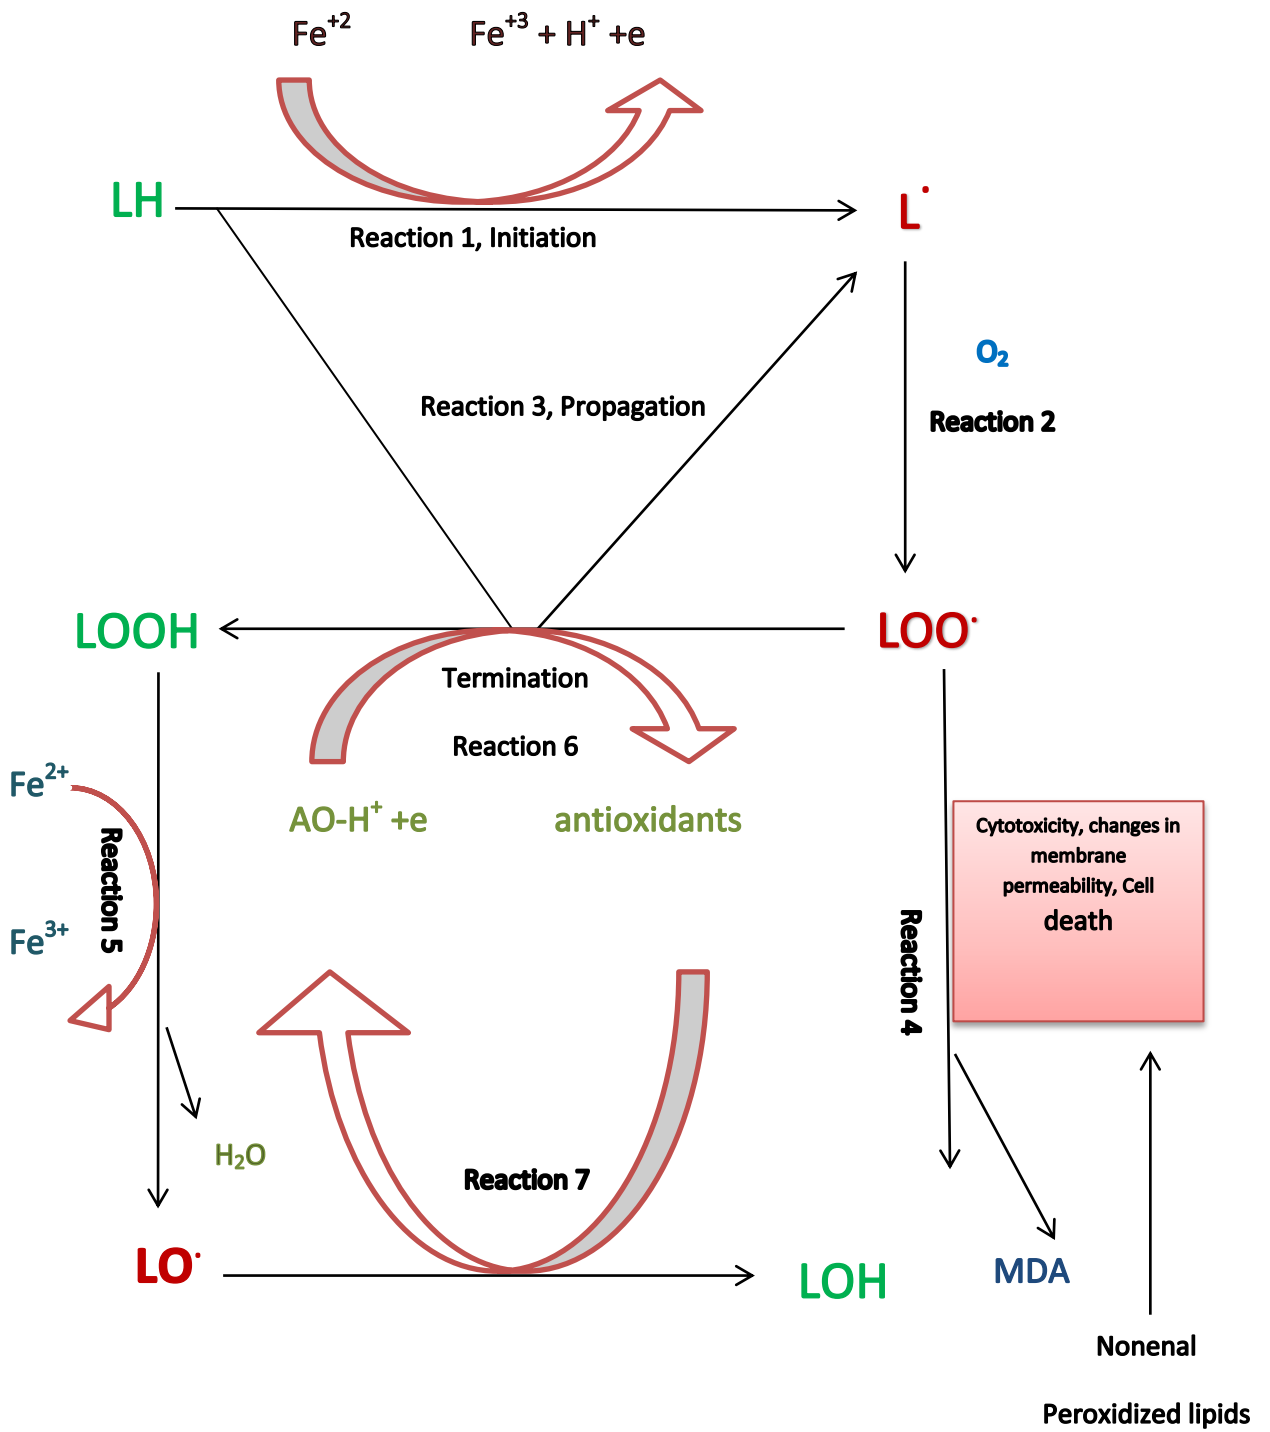 Fe+2
Fe+3 + H+ +e
LH
L·
Reaction 1, Initiation
O2
Reaction 3, Propagation
Reaction 2
LOOH
LOO·
Termination
Reaction 6
Fe2+
AO-H+ +e
antioxidants
Cytotoxicity, changes in
membrane
permeability, Cell
death
Reaction 5
Fe3+
Reaction 4
H2O
Reaction 7
LO·
LOH
MDA
Nonenal
Peroxidized lipids